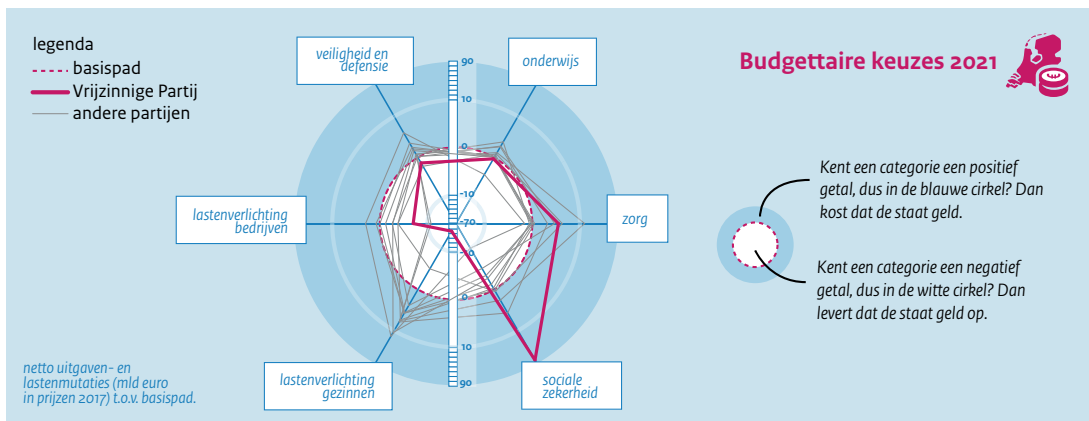 legenda
basispad
Vrijzinnige Partij
andere partijen
veiligheid en
defensie
onderwijs
zorg
sociale
zekerheid
lastenverlichting
gezinnen
lastenverlichting
bedrijven
90
10
0
-10
-70
0
10
90
netto uitgaven- en
lastenmutaties (mld euro
in prijzen 2017) t.o.v. basispad.
Budgettaire keuzes 2021
Kent een categorie een positief
getal, dus in de blauwe cirkel? Dan
kost dat de staat geld.
Kent een categorie een negatief
getal, dus in de witte cirkel? Dan
levert dat de staat geld op.